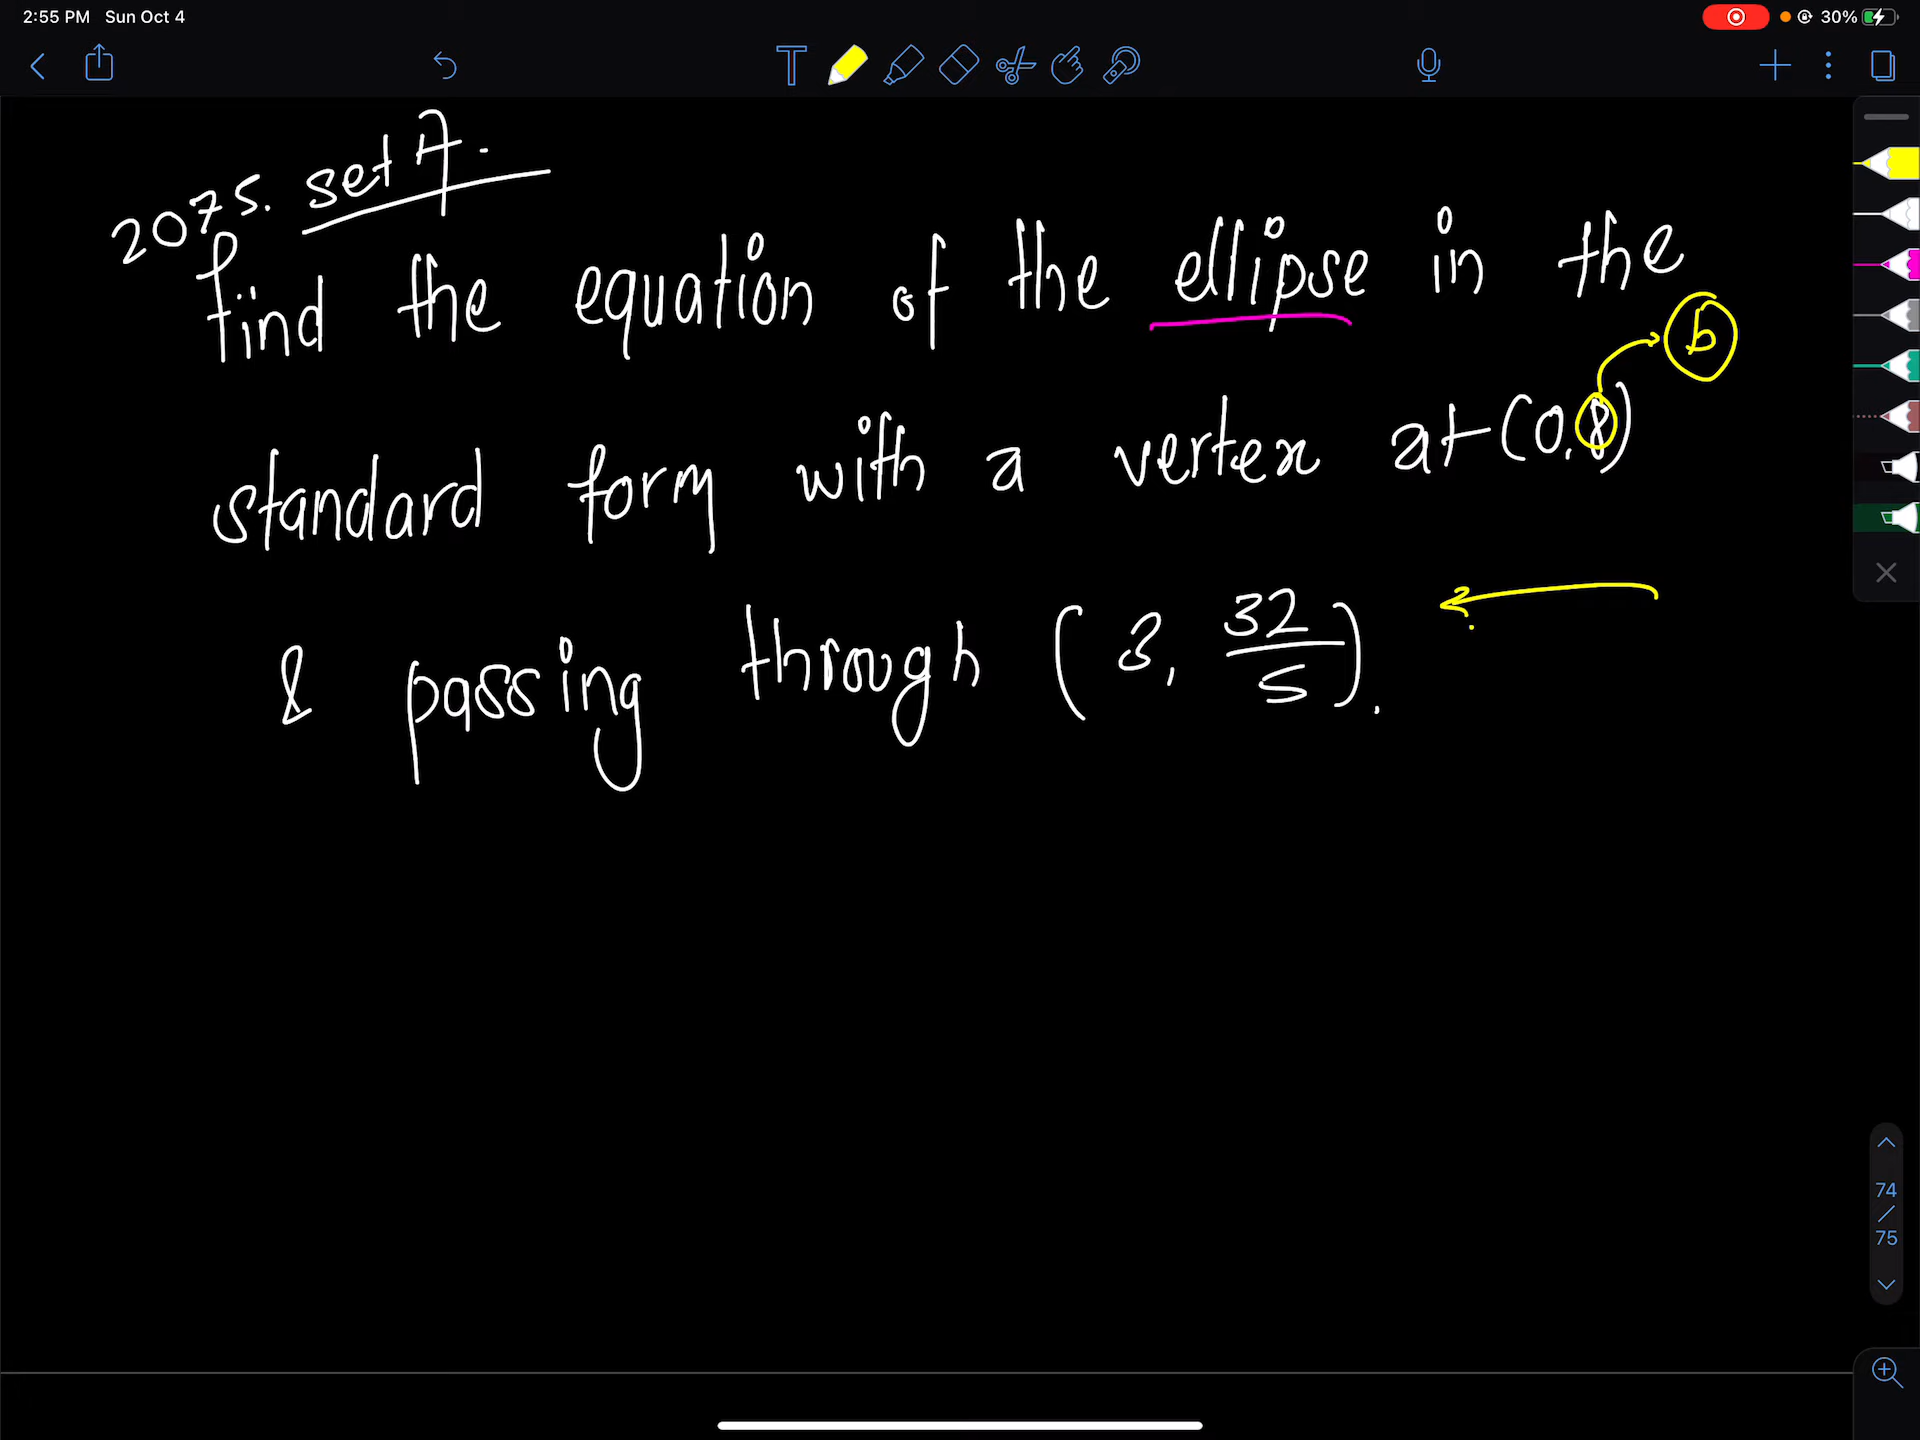 2:55 PM Sun Oct 4
30%
2075. set A.
find the equation of the ellipse in the
b
standard form with a vertex at (0,8)
& passing through (3, 32/5).
74
/
75